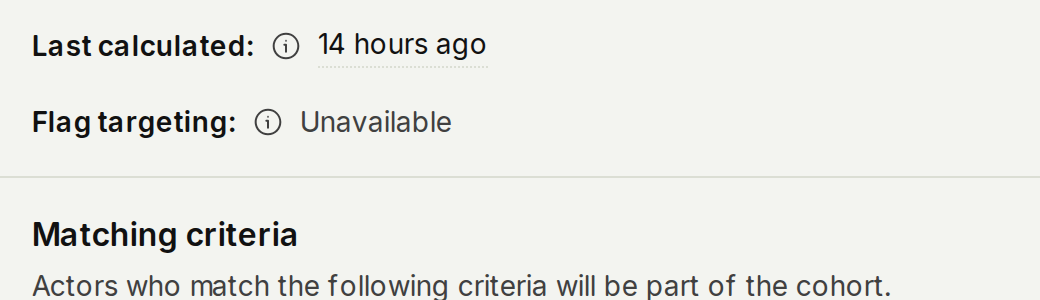 Last calculated: 14 hours ago
Flag targeting: Unavailable
Matching criteria
Actors who match the following criteria will be part of the cohort.